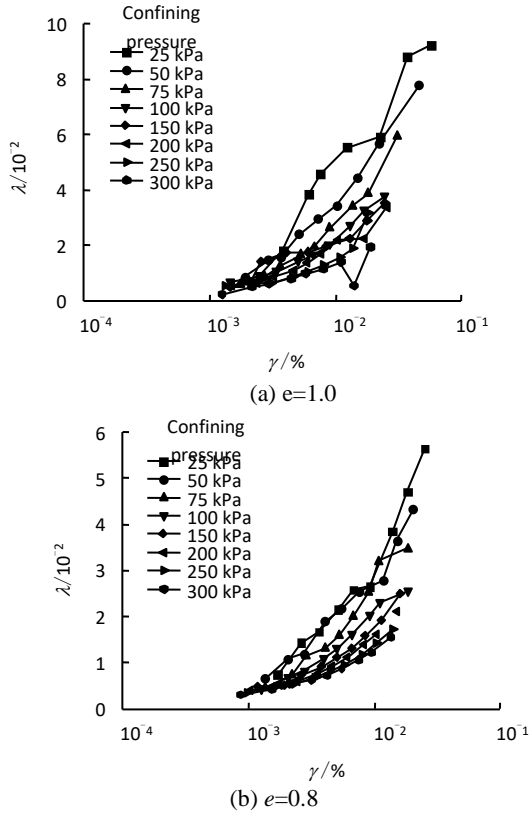 Confining
pressure
25 kPa
50 kPa
75 kPa
100 kPa
150 kPa
200 kPa
250 kPa
300 kPa
10
8
6
4
2
0
λ/10⁻²
10⁻⁴ 10⁻³ 10⁻² 10⁻¹
γ/%
(a) e=1.0
Confining
pressure
25 kPa
50 kPa
75 kPa
100 kPa
150 kPa
200 kPa
250 kPa
300 kPa
6
5
4
3
2
1
0
λ/10⁻²
10⁻⁴ 10⁻³ 10⁻² 10⁻¹
γ/%
(b) e=0.8